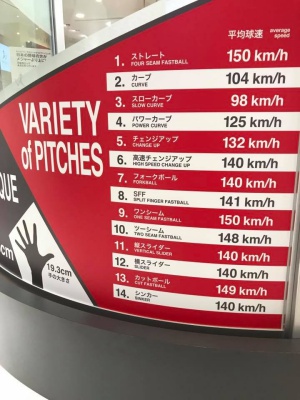 VARIETY
of PITCHES
平均球速 average speed
1. ストレート 150 km/h
FOUR SEAM FASTBALL
2. カーブ 104 km/h
CURVE
3. スローカーブ 98 km/h
SLOW CURVE
4. パワーカーブ 125 km/h
POWER CURVE
5. チェンジアップ 132 km/h
CHANGE UP
6. 高速チェンジアップ 140 km/h
HIGH SPEED CHANGE UP
7. フォークボール 140 km/h
FORKBALL
8. SFF 141 km/h
SPLIT FINGER FASTBALL
9. ワンシーム 150 km/h
ONE SEAM FASTBALL
10. ツーシーム 148 km/h
TWO SEAM FASTBALL
11. 縦スライダー 140 km/h
VERTICAL SLIDER
12. 横スライダー 140 km/h
SLIDER
13. カットボール 149 km/h
CUT FASTBALL
14. シンカー 140 km/h
SINKER
QUE
cm
19.3cm
手の大きさ